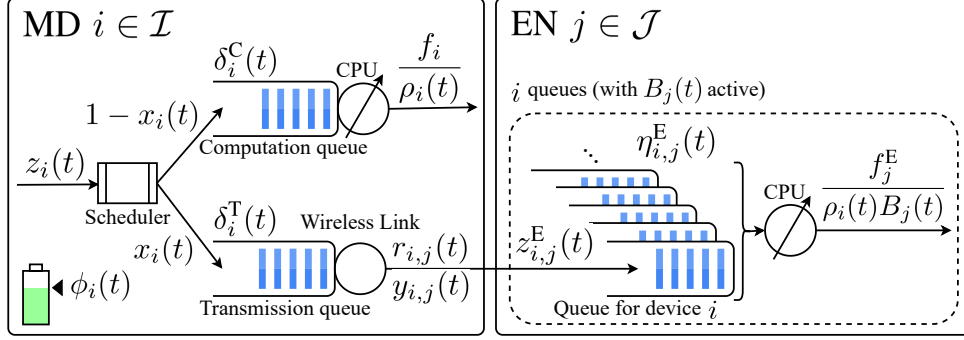 MD i ∈ ℐ
δ_i^C(t)
CPU
f_i / ρ_i(t)
1 − x_i(t)
Computation queue
z_i(t)
Scheduler
δ_i^T(t)
Wireless Link
x_i(t)
r_{i,j}(t)
y_{i,j}(t)
Transmission queue
ϕ_i(t)
EN j ∈ 𝒥
i queues (with B_j(t) active)
η_{i,j}^E(t)
CPU
f_j^E / ρ_i(t)B_j(t)
z_{i,j}^E(t)
Queue for device i